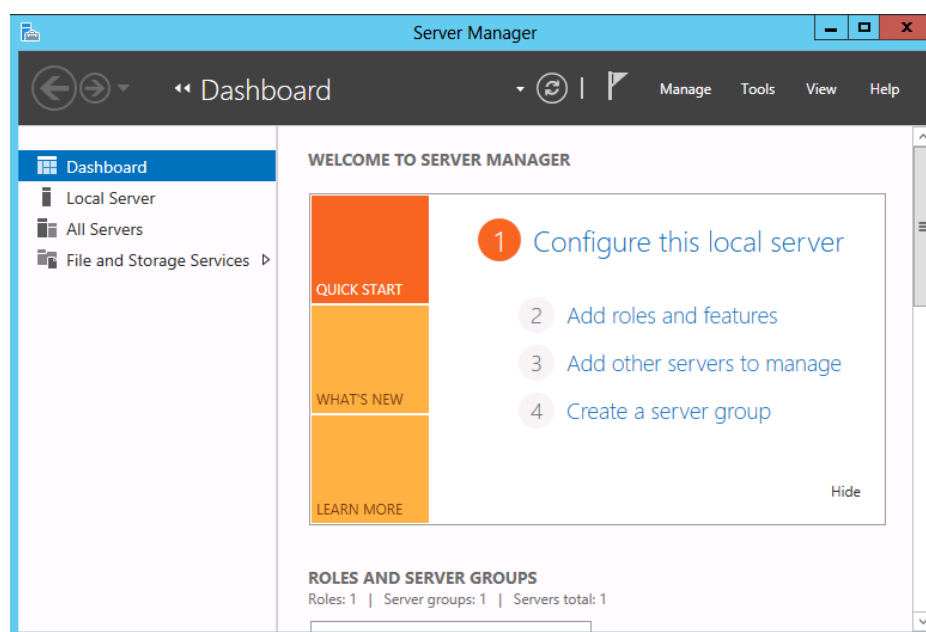 Server Manager
Dashboard
Manage Tools View Help
Dashboard
Local Server
All Servers
File and Storage Services
WELCOME TO SERVER MANAGER
QUICK START
WHAT'S NEW
LEARN MORE
1 Configure this local server
2 Add roles and features
3 Add other servers to manage
4 Create a server group
Hide
ROLES AND SERVER GROUPS
Roles: 1 | Server groups: 1 | Servers total: 1